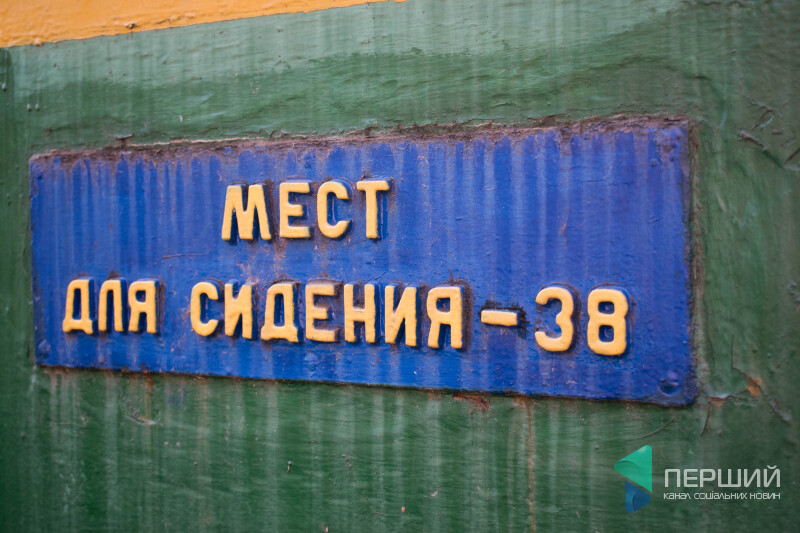 МЕСТ
ДЛЯ СИДЕНИЯ-38
ПЕРШИЙ
КАНАЛ СОЦІАЛЬНИХ НОВИН